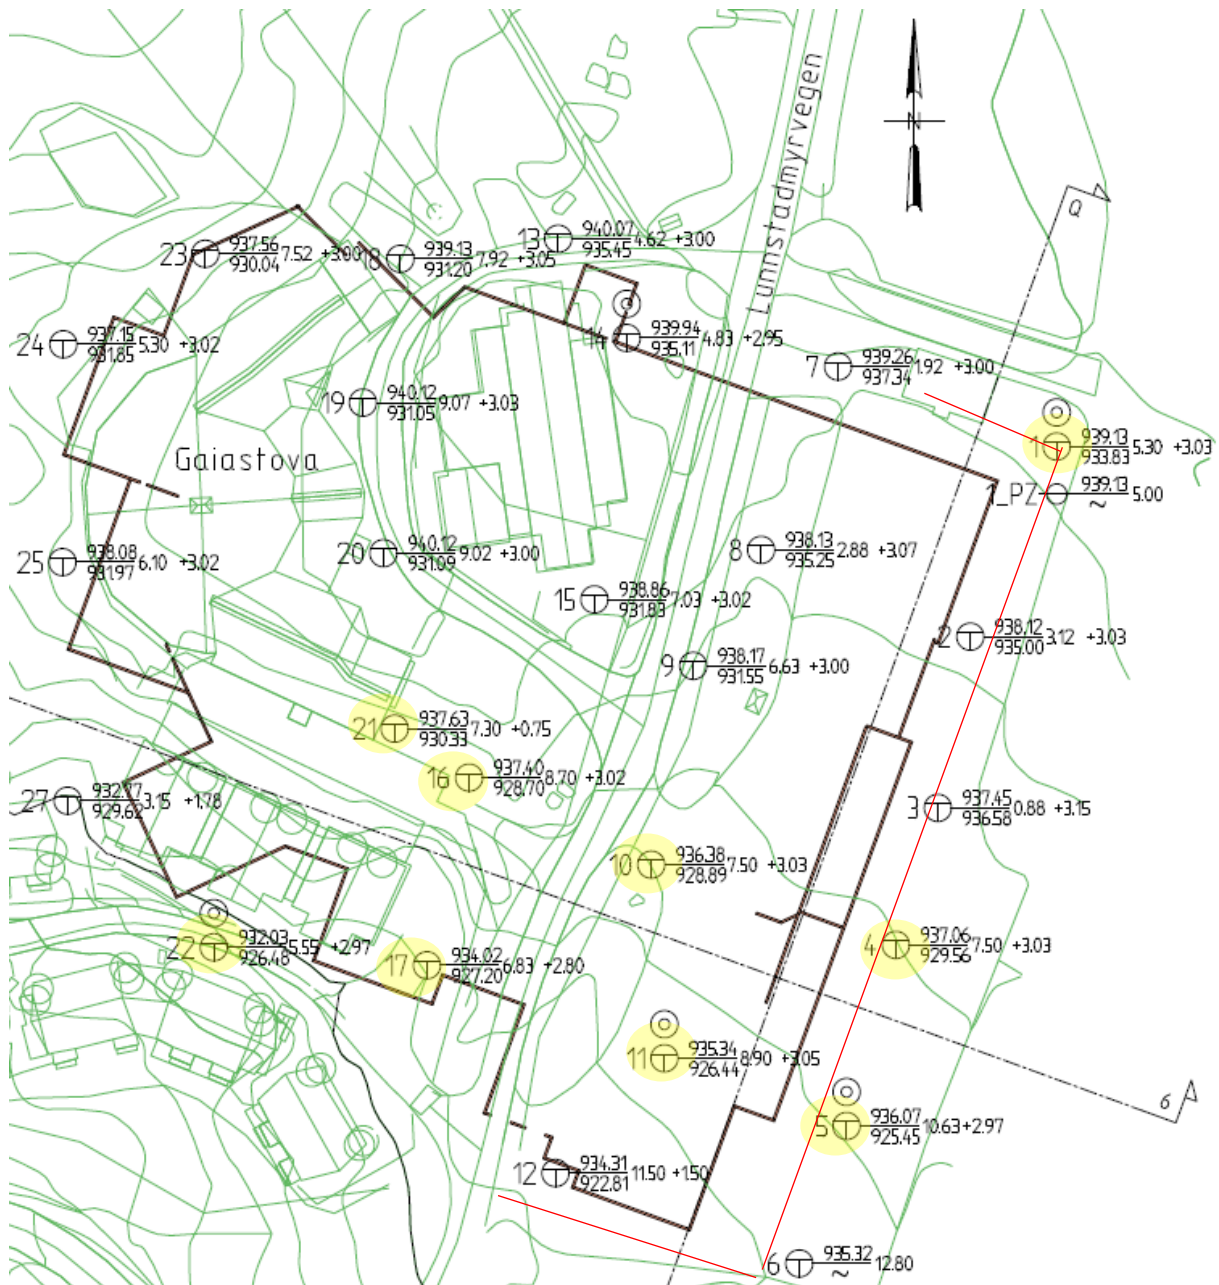 Lunnstadmyrvegen
N
Q
13 940.07 4.62 +3.00
935.45
23 937.56 7.52 +3.00
930.04
18 939.13 7.92 +3.05
931.20
24 937.15 5.30 +3.02
931.85
14 939.94 4.83 +2.95
935.11
7 939.26 1.92 +3.00
937.34
19 940.12 9.07 +3.03
931.05
1 939.13 5.30 +3.03
933.83
Gaiastova
1_PZ 939.13 5.00
~
25 938.08 6.10 +3.02
931.97
20 940.12 9.02 +3.00
931.09
8 938.13 2.88 +3.07
935.25
15 938.86 7.03 +3.02
931.83
2 938.12 3.12 +3.03
935.00
9 938.17 6.63 +3.00
931.55
21 937.63 7.30 +0.75
930.33
16 937.40 8.70 +3.02
928.70
27 932.77 3.15 +1.78
929.62
3 937.45 0.88 +3.15
936.58
10 936.38 7.50 +3.03
928.89
22 932.03 5.55 +2.97
926.48
4 937.06 7.50 +3.03
929.56
17 934.02 6.83 +2.80
927.20
11 935.34 8.90 +3.05
926.44
6
5 936.07 10.63 +2.97
925.45
12 934.31 11.50 +1.50
922.81
6 935.32 12.80
~